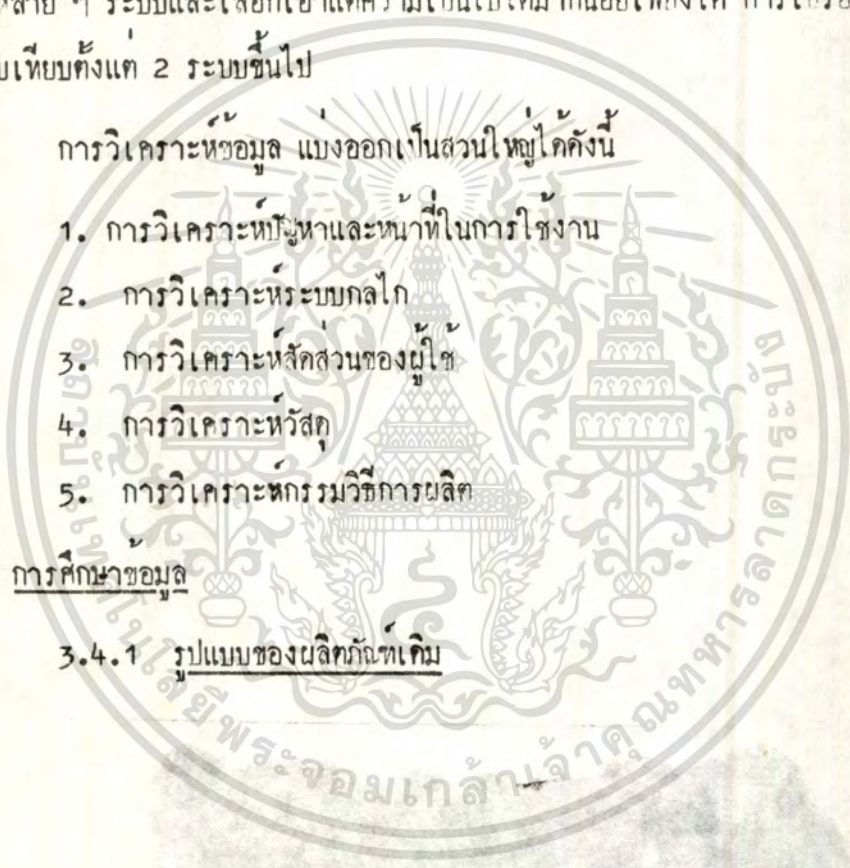 ระบบและเลือกเอาแต่ความเป็นไปได้มากน้อยเพียงใด
เทียบตั้งแต่ 2 ระบบขึ้นไป
การวิเคราะห์ข้อมูล แบ่งออกเป็นส่วนใหญ่ได้ดังนี้
1. การวิเคราะห์ปัญหาและหน้าที่ในการใช้งาน
2. การวิเคราะห์ระบบกลไก
3. การวิเคราะห์สัดส่วนของผู้ใช้
4. การวิเคราะห์วัสดุ
5. การวิเคราะห์กรรมวิธีการผลิต
การศึกษาข้อมูล
3.4.1 รูปแบบของผลิตภัณฑ์เดิม
สถาบันเทคโนโลยีพระจอมเกล้าเจ้าคุณทหารลาดกระบัง